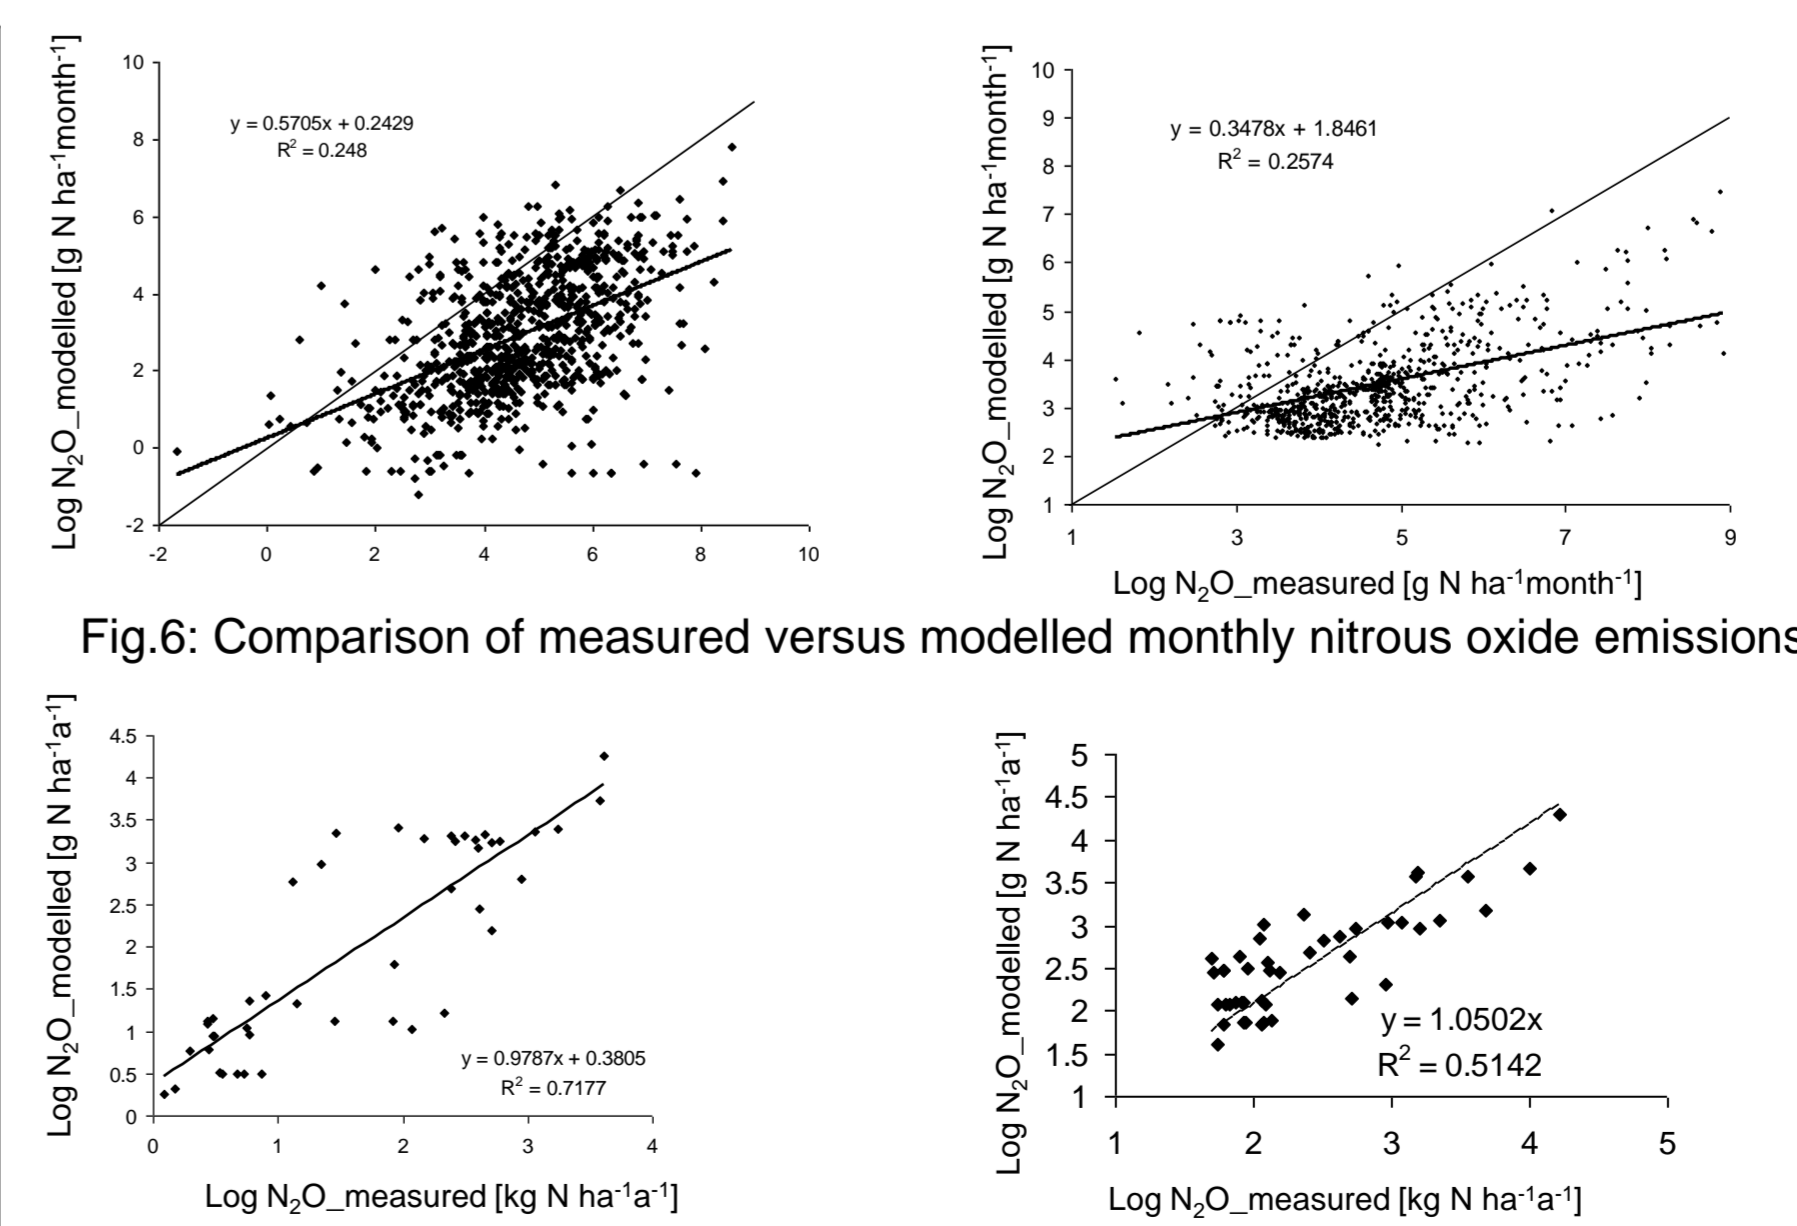 Log N₂O_modelled [g N ha⁻¹month⁻¹]
10
8
6
4
2
0
-2
y = 0.5705x + 0.2429
R² = 0.248
-2 0 2 4 6 8 10
Log N₂O_modelled [g N ha⁻¹month⁻¹]
10
9
8
7
6
5
4
3
2
1
y = 0.3478x + 1.8461
R² = 0.2574
1 3 5 7 9
Log N₂O_measured [g N ha⁻¹month⁻¹]
Fig.6: Comparison of measured versus modelled monthly nitrous oxide emissions
Log N₂O_modelled [g N ha⁻¹a⁻¹]
4.5
4
3.5
3
2.5
2
1.5
1
0.5
0
y = 0.9787x + 0.3805
R² = 0.7177
0 1 2 3 4
Log N₂O_measured [kg N ha⁻¹a⁻¹]
Log N₂O_modelled [g N ha⁻¹a⁻¹]
5
4.5
4
3.5
3
2.5
2
1.5
1
y = 1.0502x
R² = 0.5142
1 2 3 4 5
Log N₂O_measured [kg N ha⁻¹a⁻¹]